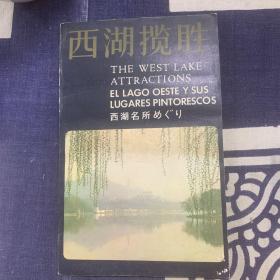 西湖揽胜
THE WEST LAKE
ATTRACTIONS
EL LAGO OESTE Y SUS
LUGARES PINTORESCOS
西湖名所めぐり